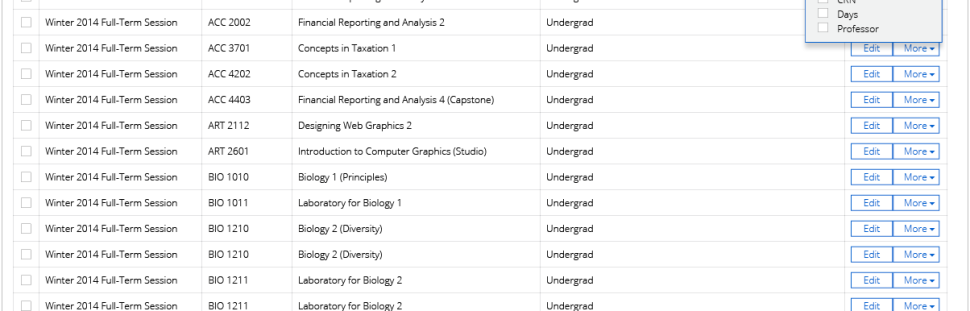 CRN
Days
Winter 2014 Full-Term Session ACC 2002 Financial Reporting and Analysis 2 Undergrad
Professor
Winter 2014 Full-Term Session ACC 3701 Concepts in Taxation 1 Undergrad Edit More
Winter 2014 Full-Term Session ACC 4202 Concepts in Taxation 2 Undergrad Edit More
Winter 2014 Full-Term Session ACC 4403 Financial Reporting and Analysis 4 (Capstone) Undergrad Edit More
Winter 2014 Full-Term Session ART 2112 Designing Web Graphics 2 Undergrad Edit More
Winter 2014 Full-Term Session ART 2601 Introduction to Computer Graphics (Studio) Undergrad Edit More
Winter 2014 Full-Term Session BIO 1010 Biology 1 (Principles) Undergrad Edit More
Winter 2014 Full-Term Session BIO 1011 Laboratory for Biology 1 Undergrad Edit More
Winter 2014 Full-Term Session BIO 1210 Biology 2 (Diversity) Undergrad Edit More
Winter 2014 Full-Term Session BIO 1210 Biology 2 (Diversity) Undergrad Edit More
Winter 2014 Full-Term Session BIO 1211 Laboratory for Biology 2 Undergrad Edit More
Winter 2014 Full-Term Session BIO 1211 Laboratory for Biology 2 Undergrad Edit More